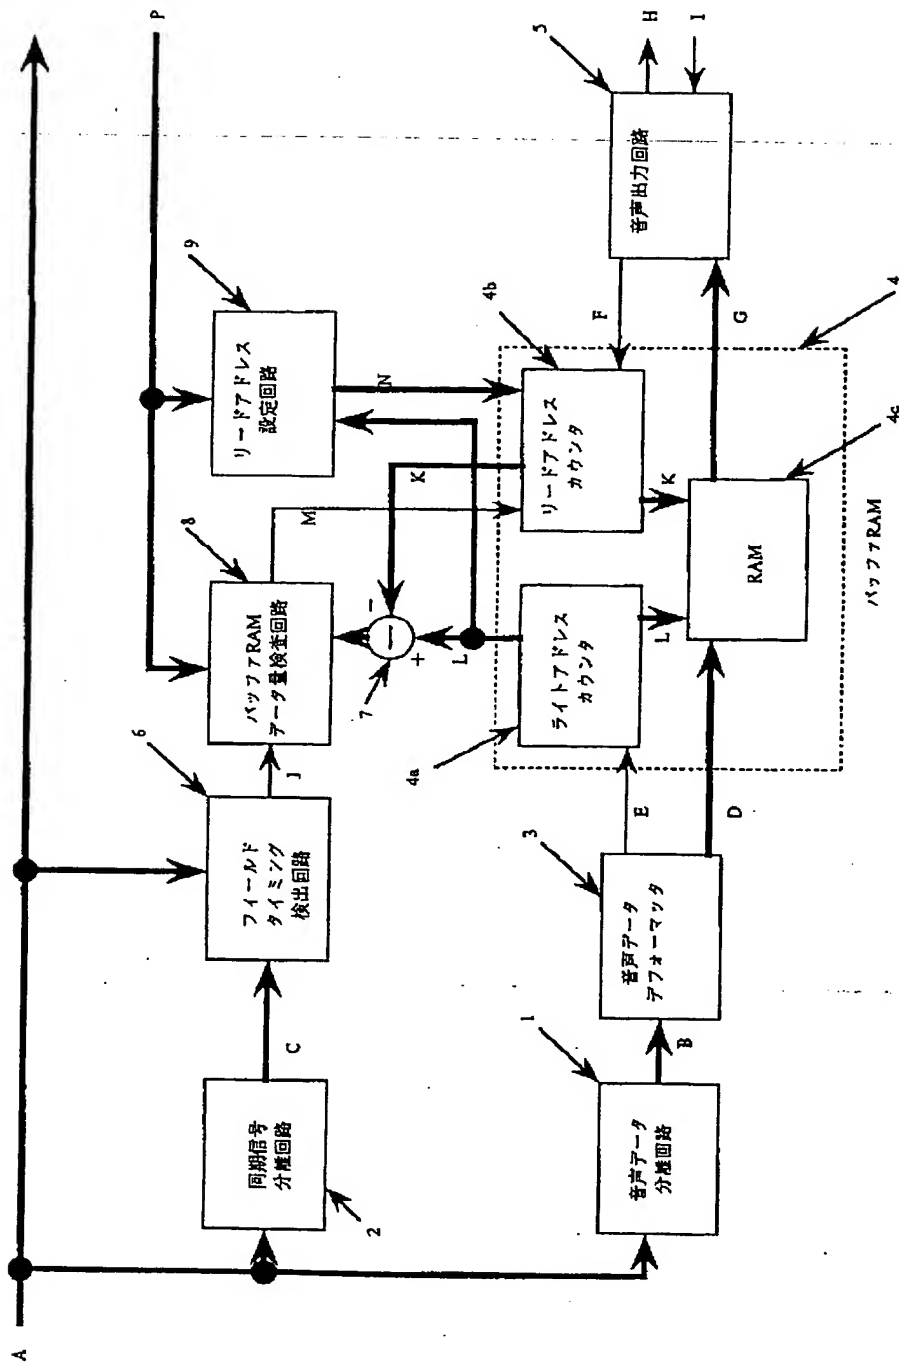 A
P
同期信号
分離回路
2
C
フィールド
タイミング
検出回路
6
J
バッファRAM
データ量検査回路
8
M
リードアドレス
設定回路
9
N
K
7
+
−
−
L
音声データ
分離回路
1
B
音声データ
デフォーマッタ
3
E
D
ライトアドレス
カウンタ
4a
L
リードアドレス
カウンタ
4b
K
F
RAM
4c
バッファRAM
4
G
音声出力回路
5
H
I